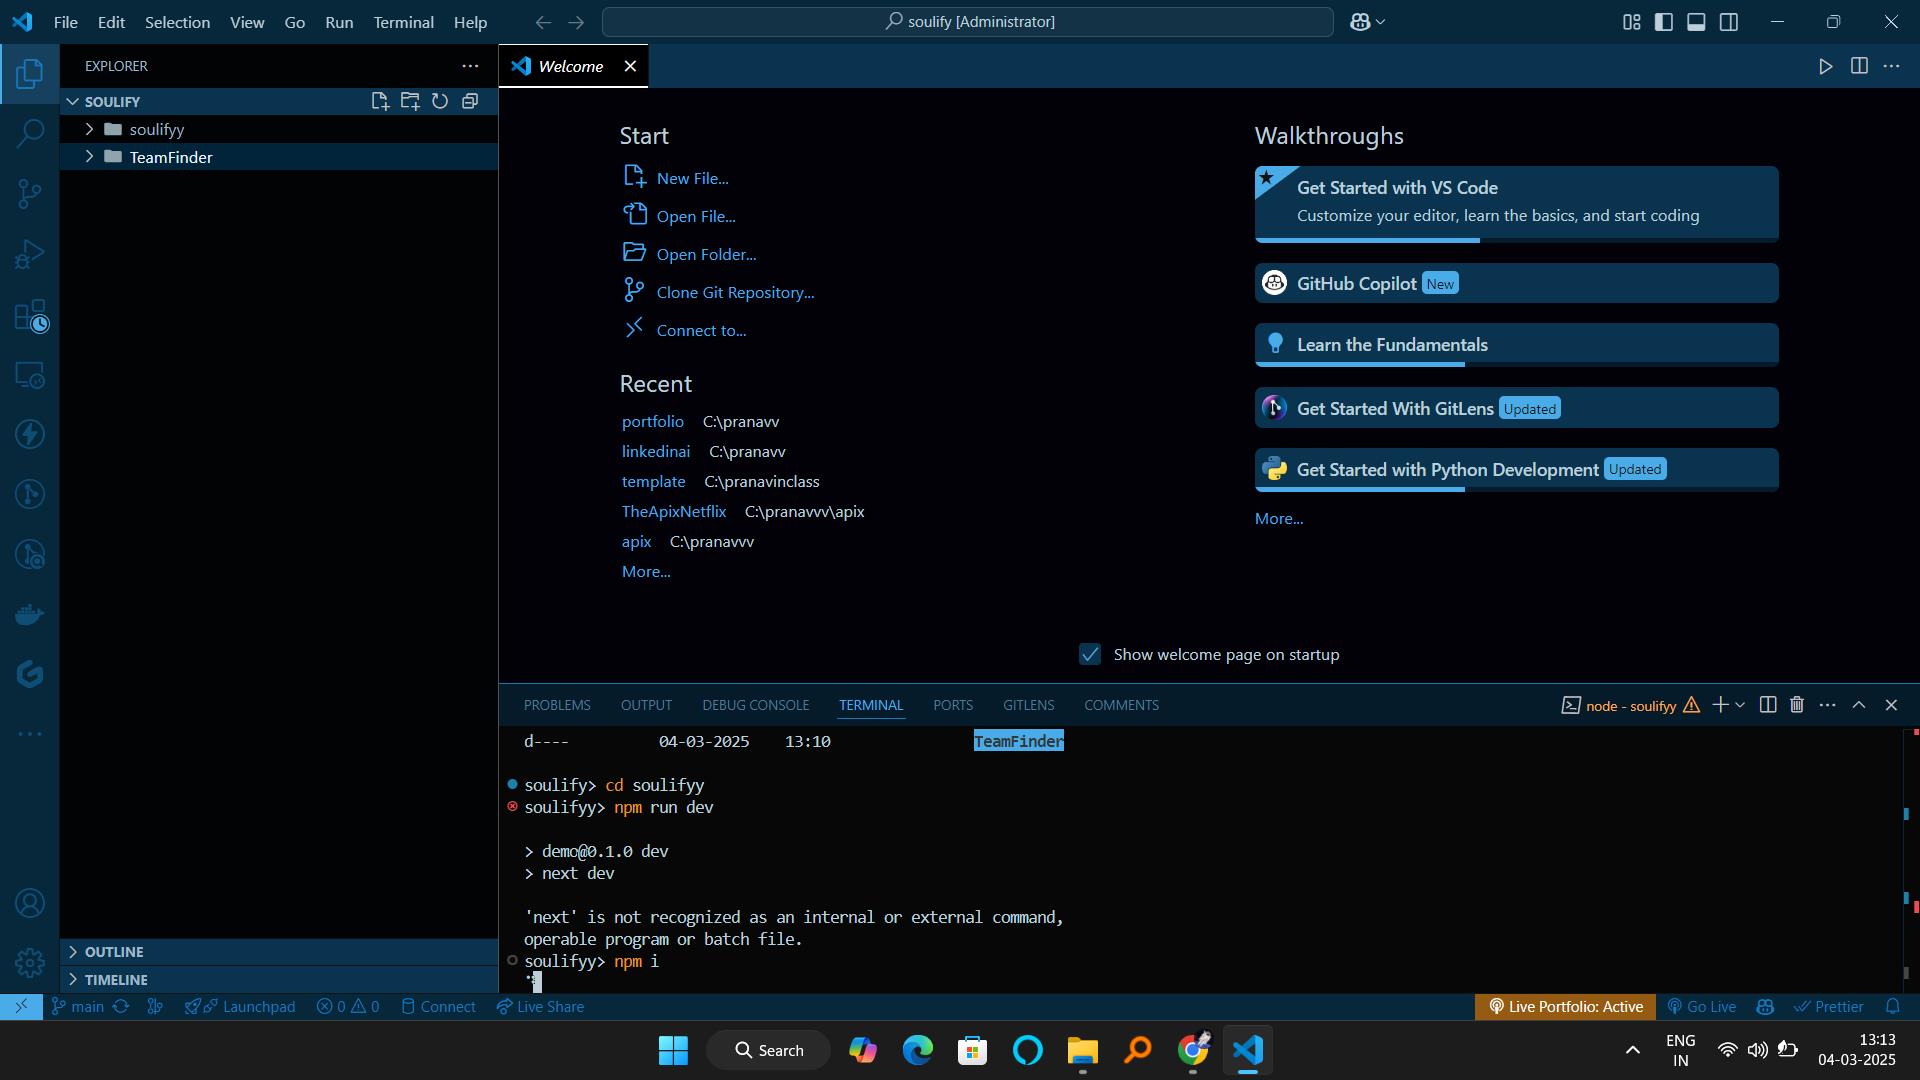 File Edit Selection View Go Run Terminal Help
soulify [Administrator]
EXPLORER
SOULIFY
soulifyy
TeamFinder
OUTLINE
TIMELINE
Welcome
Start
New File...
Open File...
Open Folder...
Clone Git Repository...
Connect to...
Recent
portfolio C:\pranavv
linkedinai C:\pranavv
template C:\pranavinclass
TheApixNetflix C:\pranavvv\apix
apix C:\pranavvv
More...
Walkthroughs
Get Started with VS Code
Customize your editor, learn the basics, and start coding
GitHub Copilot New
Learn the Fundamentals
Get Started With GitLens Updated
Get Started with Python Development Updated
More...
Show welcome page on startup
PROBLEMS OUTPUT DEBUG CONSOLE TERMINAL PORTS GITLENS COMMENTS
node - soulifyy
d---- 04-03-2025 13:10 TeamFinder
soulify> cd soulifyy
soulifyy> npm run dev
> demo@0.1.0 dev
> next dev
'next' is not recognized as an internal or external command,
operable program or batch file.
soulifyy> npm i
main Launchpad 0 0 Connect Live Share
Live Portfolio: Active Go Live Prettier
Search
ENG
IN
13:13
04-03-2025